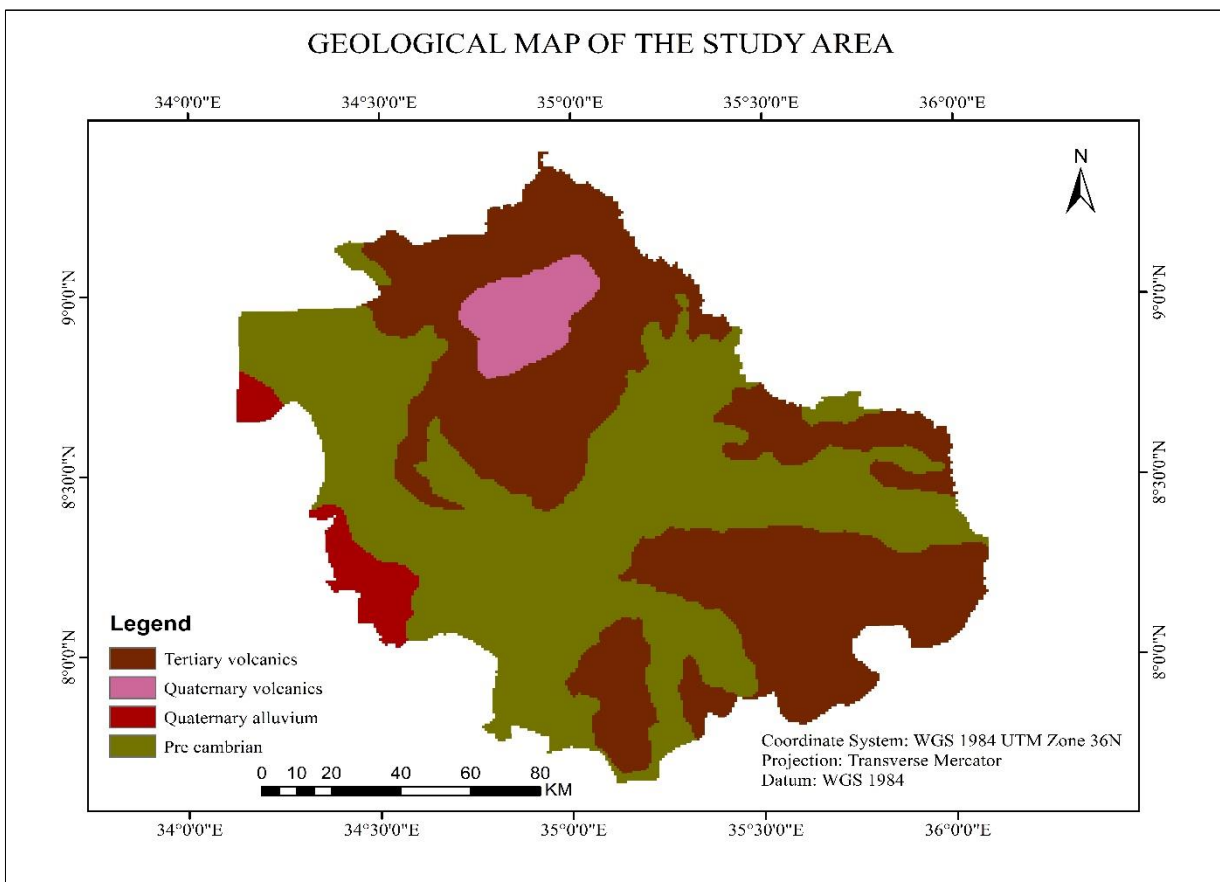 GEOLOGICAL MAP OF THE STUDY AREA
34°0'0"E 34°30'0"E 35°0'0"E 35°30'0"E 36°0'0"E
N
9°0'0"N 9°0'0"N
8°30'0"N 8°30'0"N
8°0'0"N 8°0'0"N
Legend
Tertiary volcanics
Quaternary volcanics
Quaternary alluvium
Pre cambrian
Coordinate System: WGS 1984 UTM Zone 36N
Projection: Transverse Mercator
Datum: WGS 1984
0 10 20 40 60 80
KM
34°0'0"E 34°30'0"E 35°0'0"E 35°30'0"E 36°0'0"E